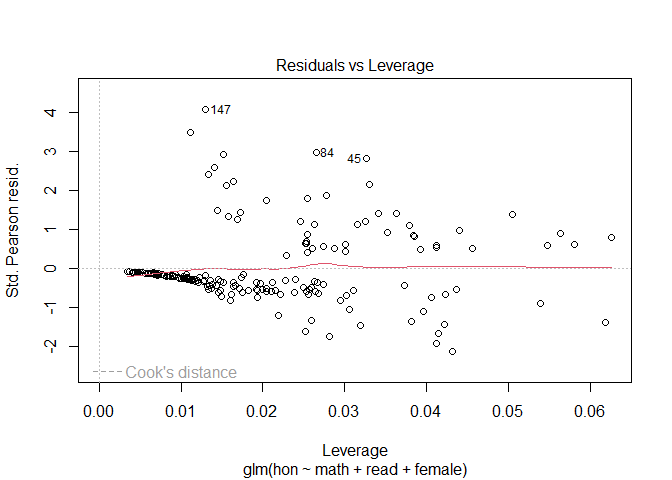 Residuals vs Leverage
Std. Pearson resid.
4
3
2
1
0
-1
-2
147
84
45
Cook's distance
0.00 0.01 0.02 0.03 0.04 0.05 0.06
Leverage
glm(hon ~ math + read + female)